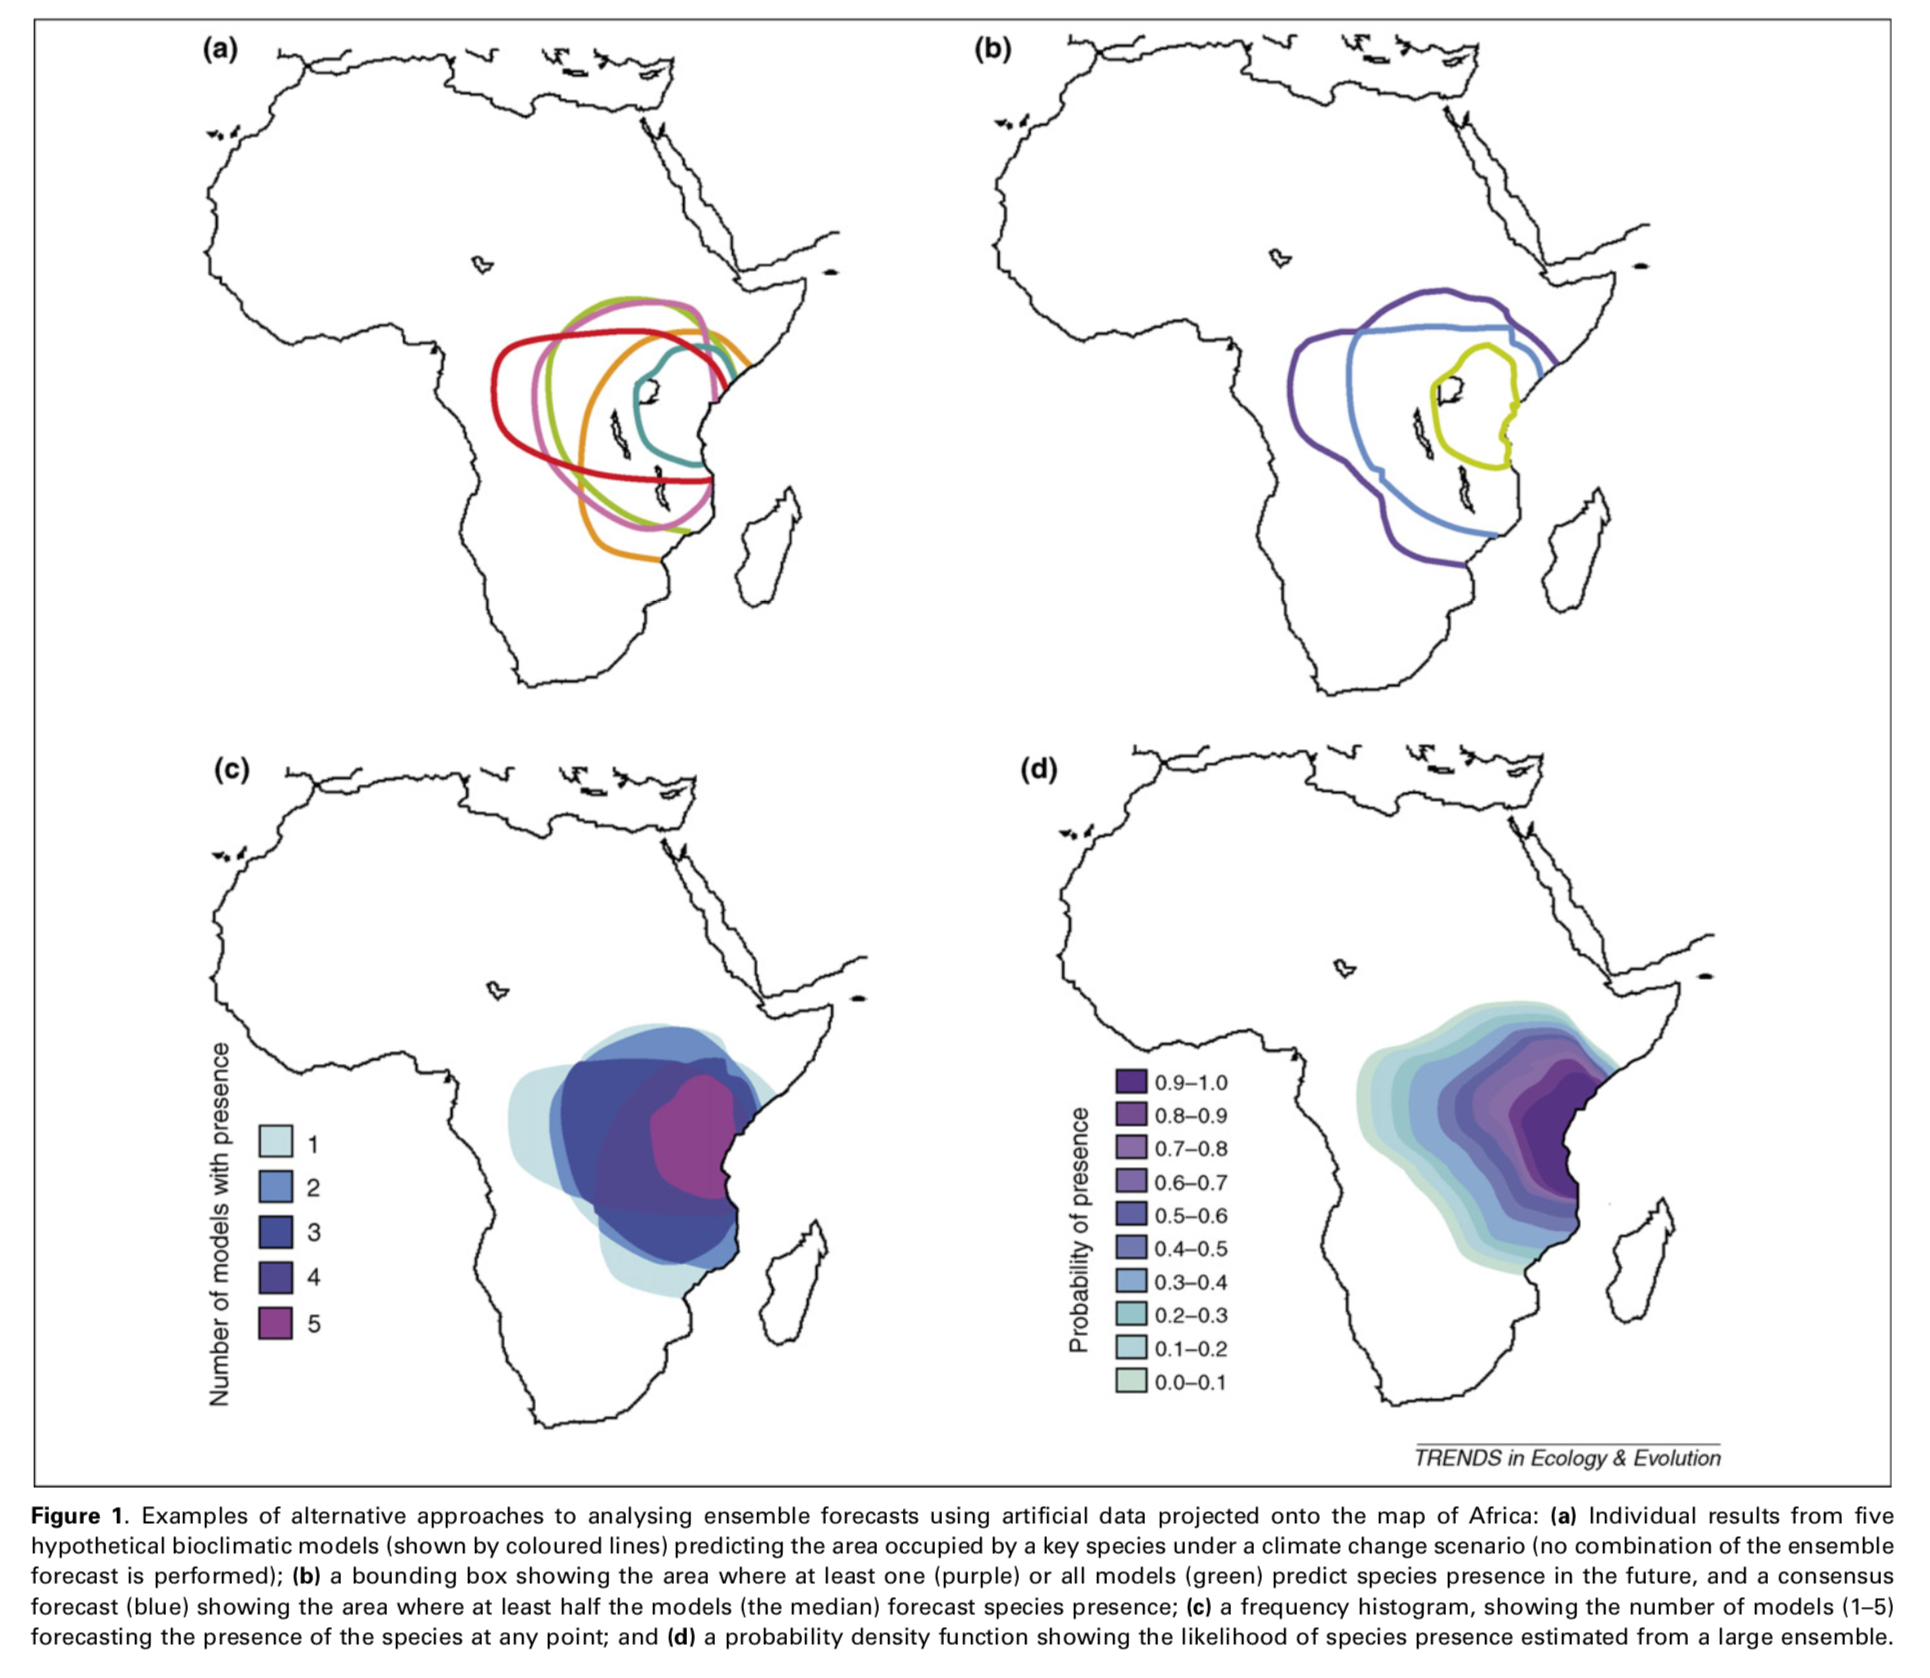 (a)
(b)
(c)
(d)
Number of models with presence
1
2
3
4
5
Probability of presence
0.9–1.0
0.8–0.9
0.7–0.8
0.6–0.7
0.5–0.6
0.4–0.5
0.3–0.4
0.2–0.3
0.1–0.2
0.0–0.1
TRENDS in Ecology & Evolution
Figure 1. Examples of alternative approaches to analysing ensemble forecasts using artificial data projected onto the map of Africa: (a) Individual results from five
hypothetical bioclimatic models (shown by coloured lines) predicting the area occupied by a key species under a climate change scenario (no combination of the ensemble
forecast is performed); (b) a bounding box showing the area where at least one (purple) or all models (green) predict species presence in the future, and a consensus
forecast (blue) showing the area where at least half the models (the median) forecast species presence; (c) a frequency histogram, showing the number of models (1–5)
forecasting the presence of the species at any point; and (d) a probability density function showing the likelihood of species presence estimated from a large ensemble.